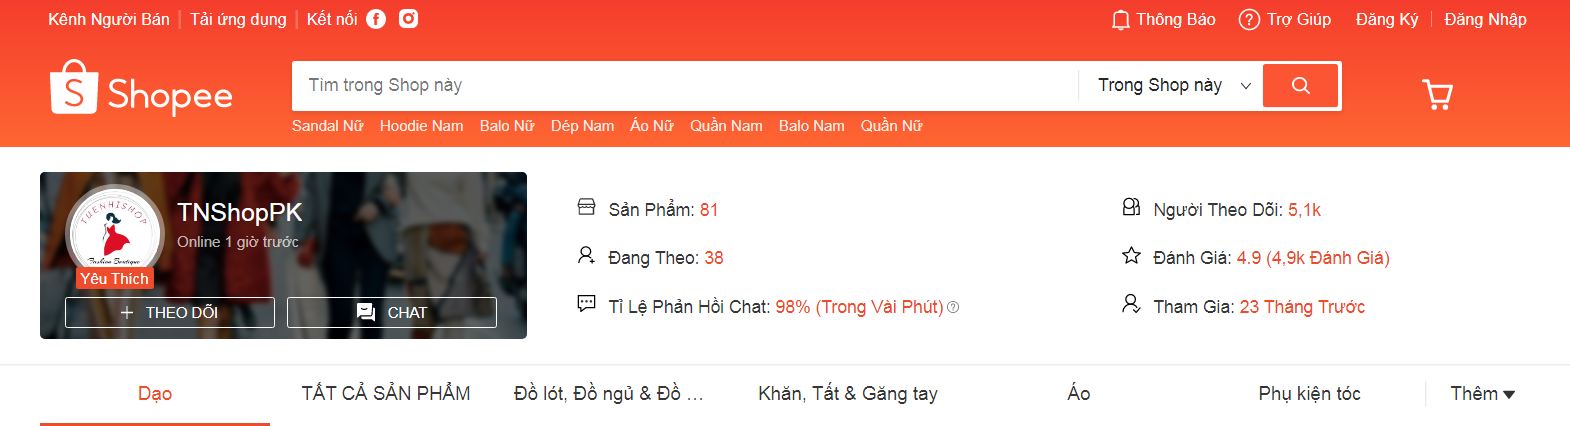 Kênh Người Bán Tải ứng dụng Kết nối Thông Báo Trợ Giúp Đăng Ký Đăng Nhập
Shopee
Tìm trong Shop này Trong Shop này
Sandal Nữ Hoodie Nam Balo Nữ Dép Nam Áo Nữ Quần Nam Balo Nam Quần Nữ
TUENHISHOP
Fashion Boutique
Yêu Thích
TNShopPK
Online 1 giờ trước
+ THEO DÕI CHAT
Sản Phẩm: 81
Người Theo Dõi: 5,1k
Đang Theo: 38
Đánh Giá: 4.9 (4,9k Đánh Giá)
Tỉ Lệ Phản Hồi Chat: 98% (Trong Vài Phút)
Tham Gia: 23 Tháng Trước
Dạo TẤT CẢ SẢN PHẨM Đồ lót, Đồ ngủ & Đồ ... Khăn, Tất & Găng tay Áo Phụ kiện tóc Thêm